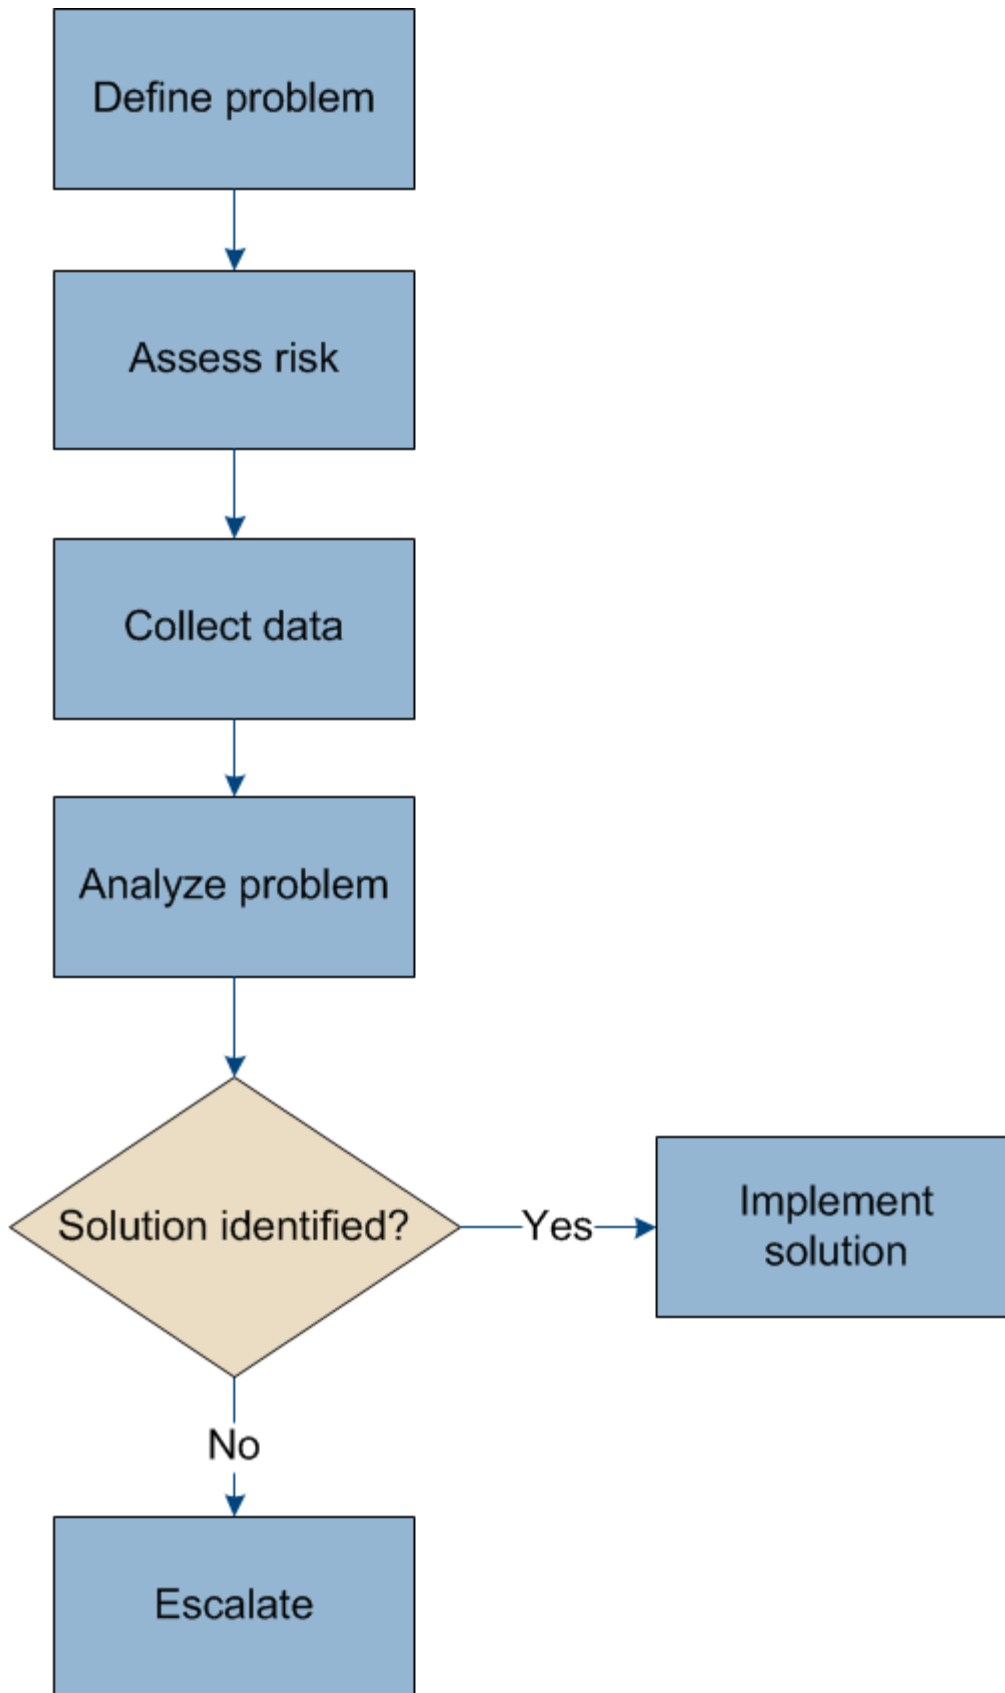 Define problem
Assess risk
Collect data
Analyze problem
Solution identified?
Yes
Implement
solution
No
Escalate